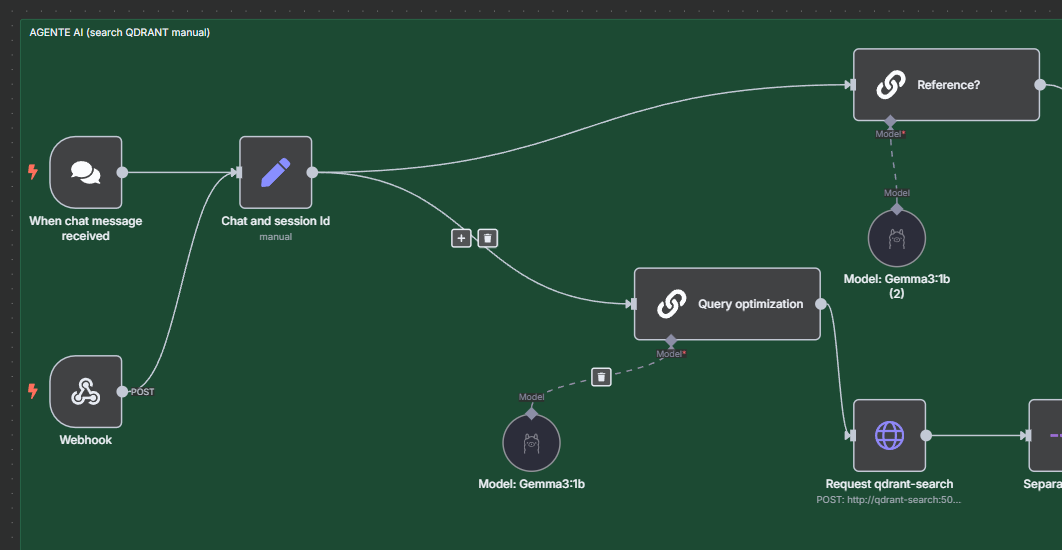 AGENTE AI (search QDRANT manual)
Reference?
Model*
Model
Model: Gemma3:1b
(2)
When chat message
received
Chat and session Id
manual
Query optimization
Model*
Model
Model: Gemma3:1b
POST
Webhook
Request qdrant-search
POST: http://qdrant-search:50...
Separa